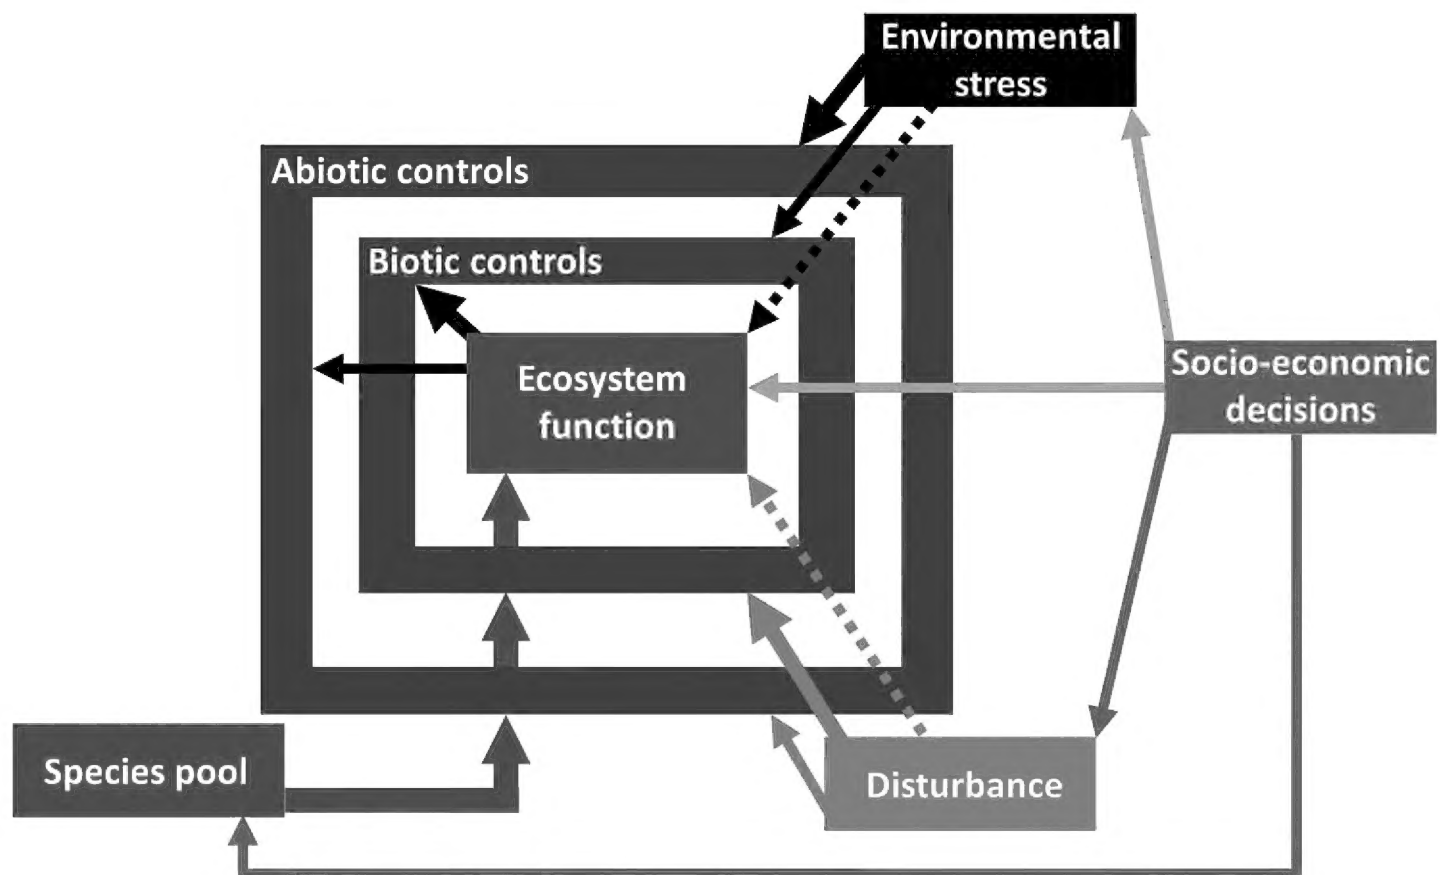 Environmental
stress
Abiotic controls
Biotic controls
Ecosystem
function
Socio-economic
decisions
Species pool
Disturbance